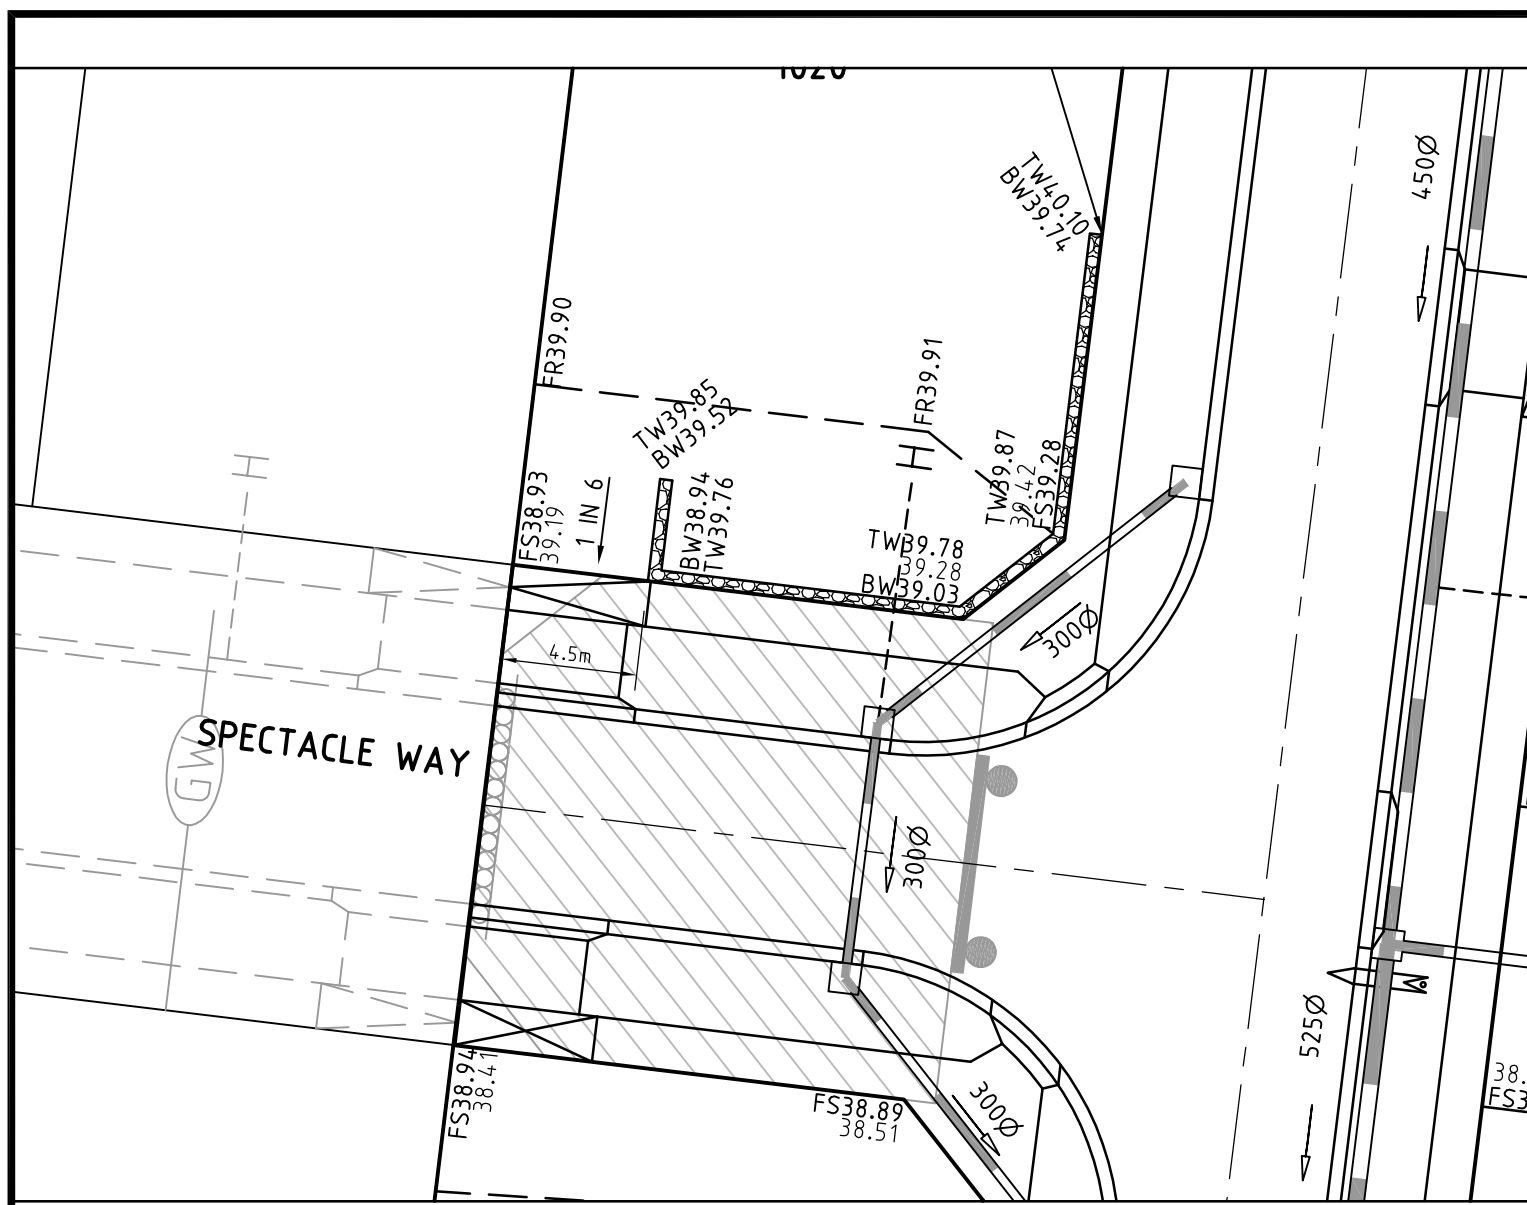 450Ø
TW40.10
BW39.74
FR39.90
FR39.91
TW39.85
BW39.52
TW39.87
39.42
FS39.28
FS38.93
39.19
1 IN 6
BW38.94
TW39.76
TW39.78
39.28
BW39.03
300Ø
4.5m
SPECTACLE WAY
GW
300Ø
525Ø
FS38.94
38.41
FS38.89
38.51
300Ø
H
H